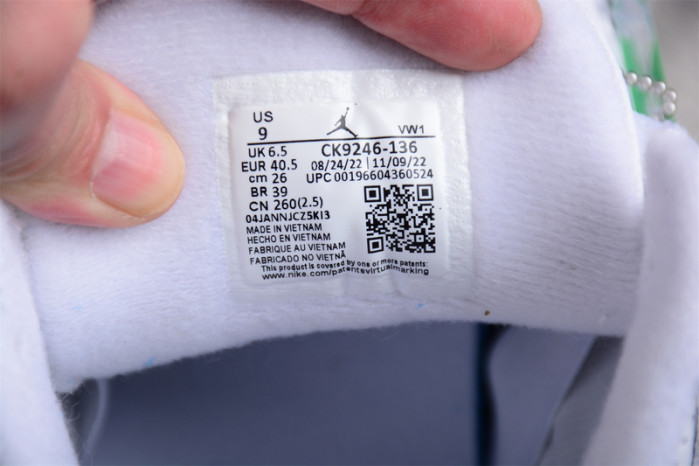 US
9
VW1
UK 6.5
EUR 40.5
cm 26
BR 39
CN 260(2.5)
CK9246-136
08/24/22 | 11/09/22
UPC 00196604360524
04JANNJCZ5KI3
MADE IN VIETNAM
HECHO EN VIETNAM
FABRIQUE AU VIETNAM
FABRICADO NO VIETNÃ
This product is covered by one or more patents:
www.nike.com/patentsvirtualmarking